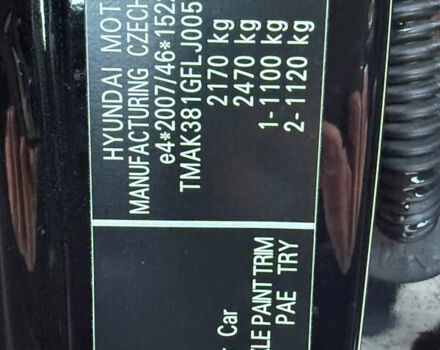 HYUNDAI MOT
MANUFACTURING CZECH
e4*2007/46*152
TMAK381GFLJ005
2170 kg
2470 kg
1-1100 kg
2-1120 kg
Car
LE PAINT TRIM
PAE TRY